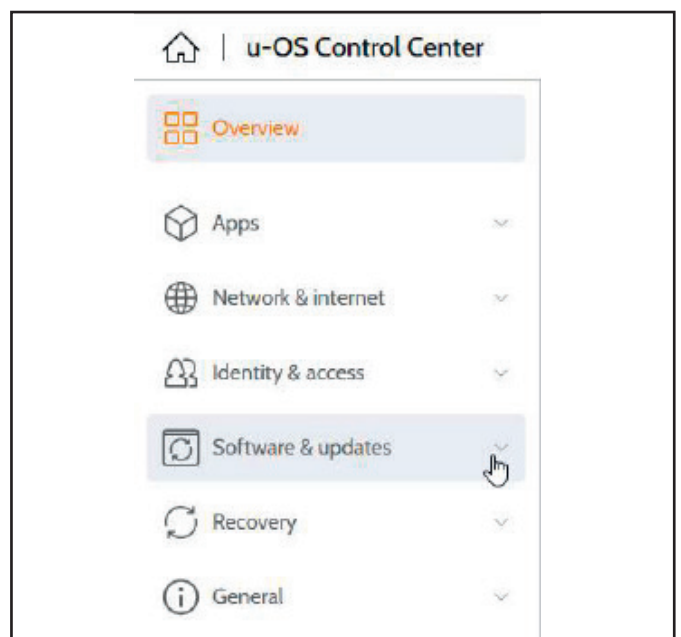 u-OS Control Center
Overview
Apps
Network & internet
Identity & access
Software & updates
Recovery
General